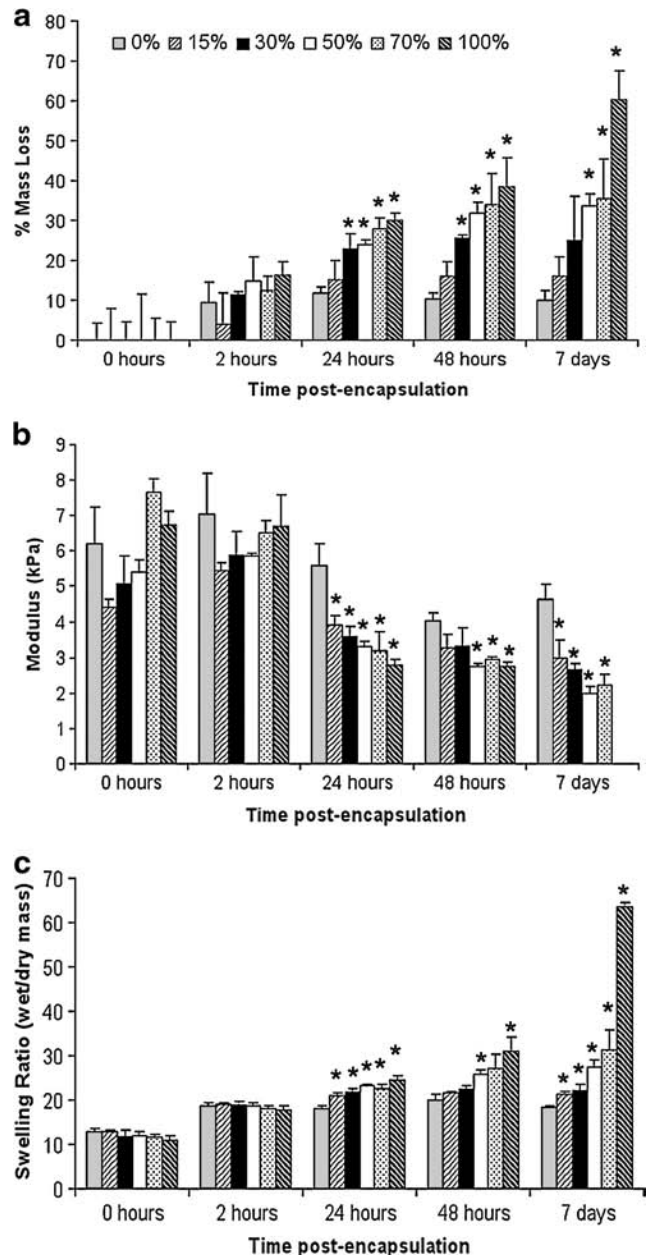 a
80
70
60
50
40
30
20
10
0
% Mass Loss
0% 15% 30% 50% 70% 100%
*
* * * *
* * * *
* * *
0 hours 2 hours 24 hours 48 hours 7 days
Time post-encapsulation
b
9
8
7
6
5
4
3
2
1
0
Modulus (kPa)
* * * * *
* * *
* * * *
0 hours 2 hours 24 hours 48 hours 7 days
Time post-encapsulation
c
70
60
50
40
30
20
10
0
Swelling Ratio (wet/dry mass)
* * * * *
* *
* * * * *
0 hours 2 hours 24 hours 48 hours 7 days
Time post-encapsulation